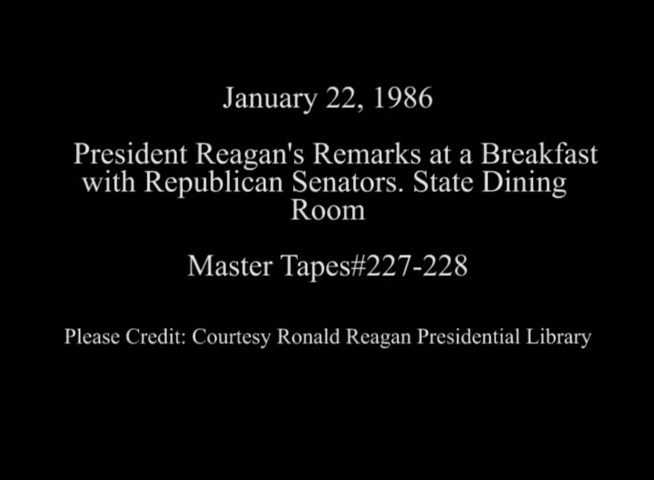 January 22, 1986
President Reagan's Remarks at a Breakfast
with Republican Senators. State Dining
Room
Master Tapes#227-228
Please Credit: Courtesy Ronald Reagan Presidential Library